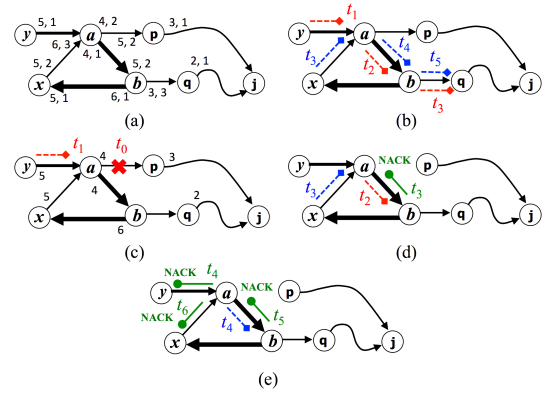 5, 1
4, 2
3, 1
y
a
p
6, 3
4, 1
5, 2
5, 2
5, 2
2, 1
x
b
q
j
5, 1
6, 1
3, 3
(a)
t1
y
a
p
t3
t4
t2
t5
x
b
q
j
t3
(b)
t1
t0
4
3
y
a
p
5
5
4
2
x
b
q
j
6
(c)
y
a
p
NACK
t3
t2
t3
x
b
q
j
(d)
NACK
t4
y
a
p
NACK
t6
NACK
t4
t5
x
b
q
j
(e)